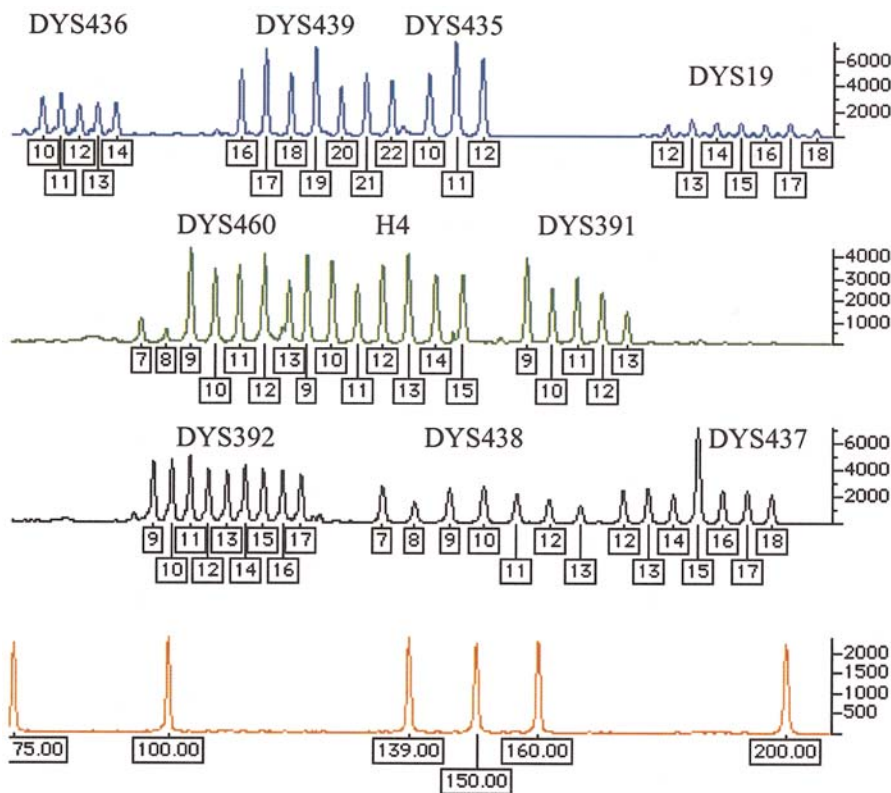 DYS436 DYS439 DYS435 DYS19
6000
4000
2000
10 12 14 16 18 20 22 10 12 12 14 16 18
11 13 17 19 21 11 13 15 17
DYS460 H4 DYS391
4000
3000
2000
1000
7 8 9 11 13 10 12 14 9 11 13
10 12 9 11 13 15 10 12
DYS392 DYS438 DYS437
6000
4000
2000
9 11 13 15 17 7 8 9 10 12 12 14 16 18
10 12 14 16 11 13 13 15 17
2000
1500
1000
500
75.00 100.00 139.00 160.00 200.00
150.00